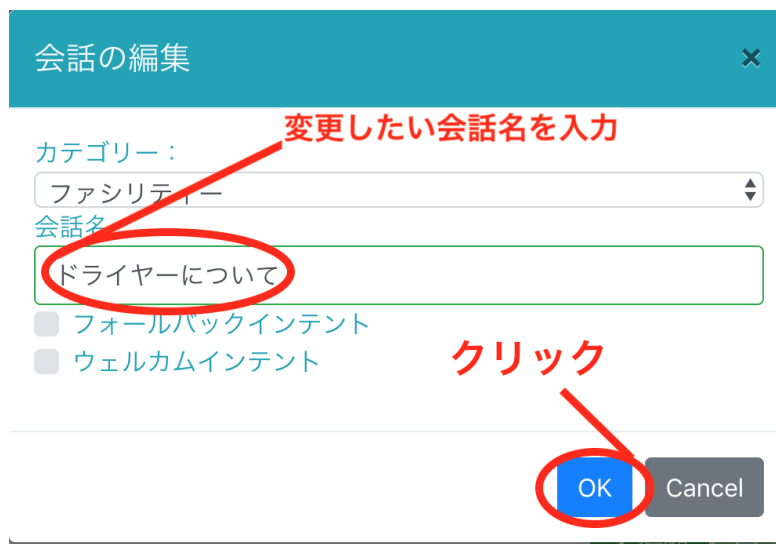 会話の編集
×
変更したい会話名を入力
カテゴリー：
ファシリティー
会話名
ドライヤーについて
フォールバックインテント
ウェルカムインテント
クリック
OK
Cancel